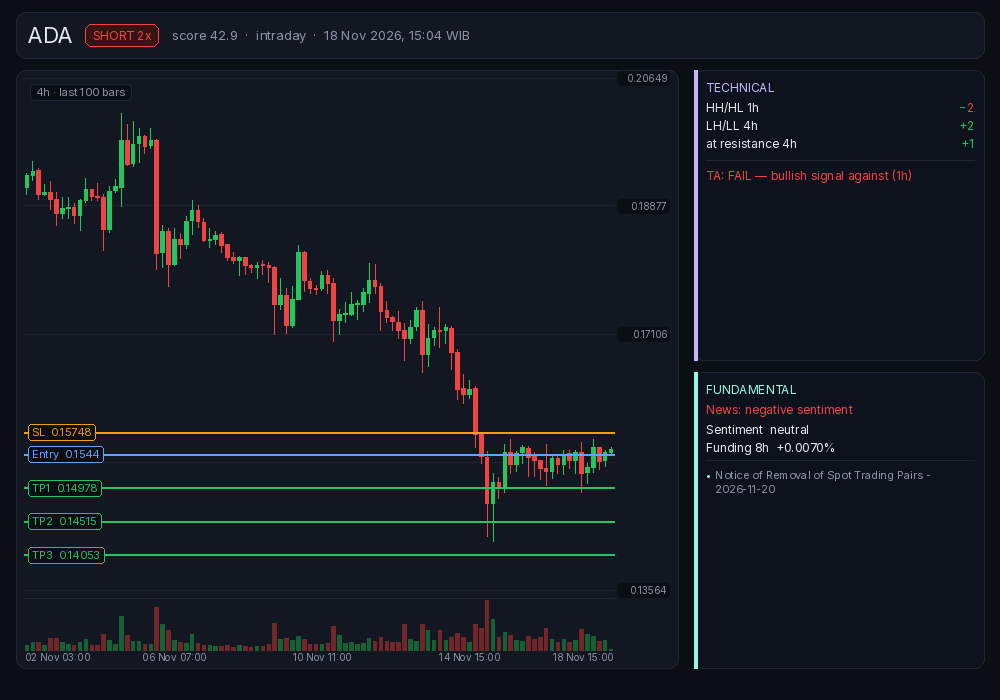 ADA SHORT 2x score 42.9 · intraday · 18 Nov 2026, 15:04 WIB
4h · last 100 bars
0.20649
0.18877
0.17106
0.13564
SL 0.15748
Entry 0.1544
TP1 0.14978
TP2 0.14515
TP3 0.14053
02 Nov 03:00 06 Nov 07:00 10 Nov 11:00 14 Nov 15:00 18 Nov 15:00
TECHNICAL
HH/HL 1h −2
LH/LL 4h +2
at resistance 4h +1
TA: FAIL — bullish signal against (1h)
FUNDAMENTAL
News: negative sentiment
Sentiment neutral
Funding 8h +0.0070%
• Notice of Removal of Spot Trading Pairs -
2026-11-20